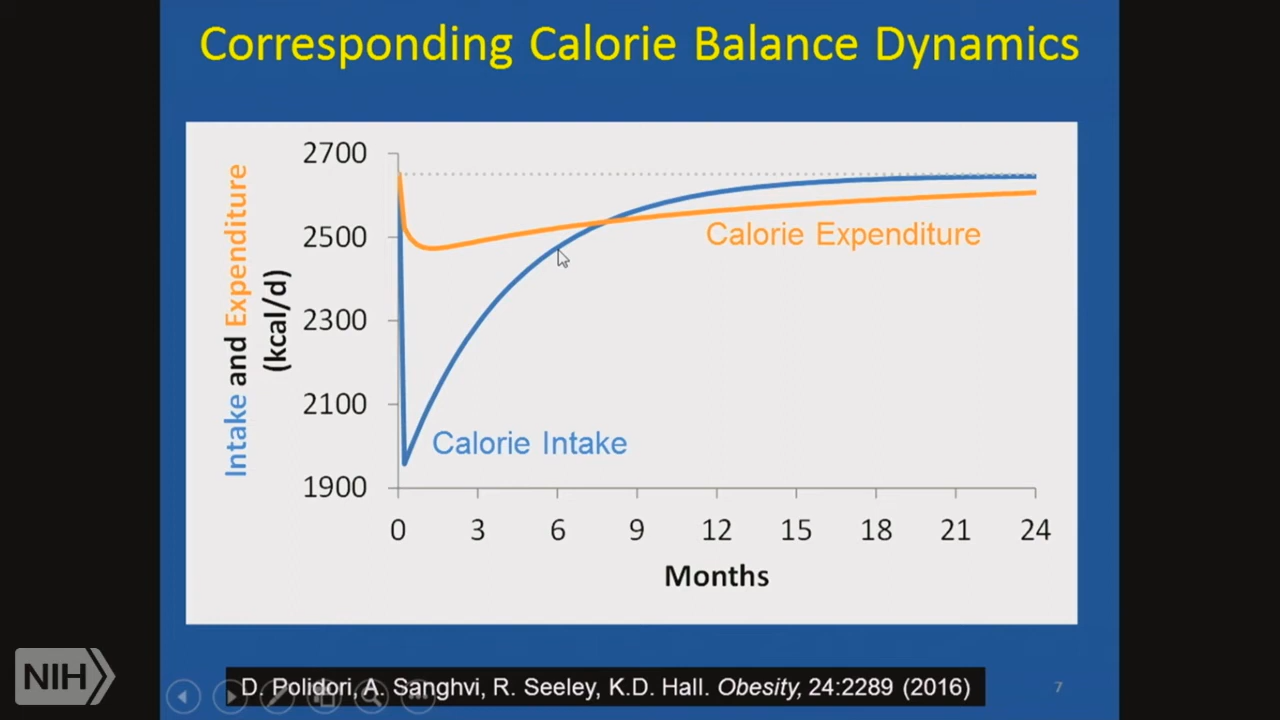 Corresponding Calorie Balance Dynamics
Intake and Expenditure
(kcal/d)
2700
2500
2300
2100
1900
Calorie Expenditure
Calorie Intake
0 3 6 9 12 15 18 21 24
Months
NIH
D. Polidori, A. Sanghvi, R. Seeley, K.D. Hall. Obesity, 24:2289 (2016)
7